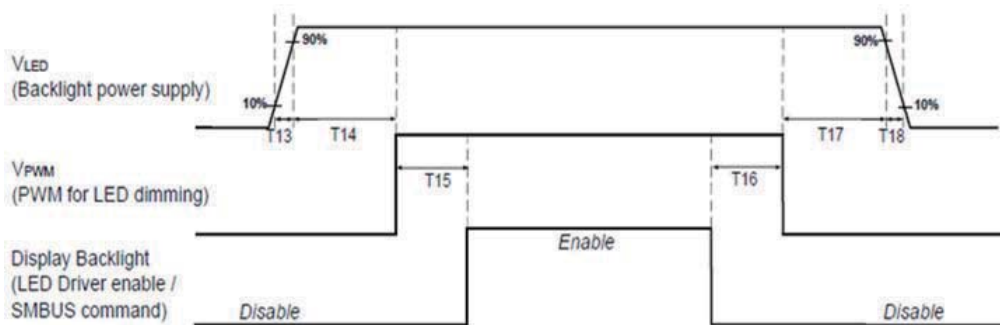 90%
90%
VLED
(Backlight power supply)
10%
10%
T13
T14
T17
T18
VPWM
(PWM for LED dimming)
T15
T16
Display Backlight
(LED Driver enable /
SMBUS command)
Enable
Disable
Disable